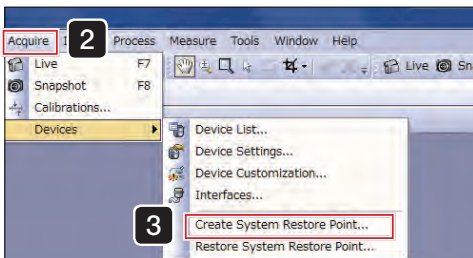 Acquire 2 Process Measure Tools Window Help
Live F7
Live Sn
Snapshot F8
Calibrations...
Devices
Device List...
Device Settings...
Device Customization...
Interfaces...
3 Create System Restore Point...
Restore System Restore Point...